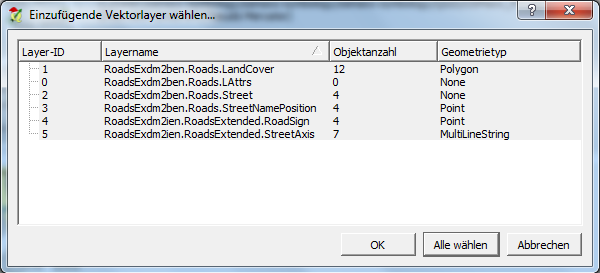 Einzufügende Vektorlayer wählen...
Layer-ID Layername Objektanzahl Geometrietyp
1 RoadsExdm2ben.Roads.LandCover 12 Polygon
0 RoadsExdm2ben.Roads.LAttrs 0 None
2 RoadsExdm2ben.Roads.Street 4 None
3 RoadsExdm2ben.Roads.StreetNamePosition 4 Point
4 RoadsExdm2ien.RoadsExtended.RoadSign 4 Point
5 RoadsExdm2ien.RoadsExtended.StreetAxis 7 MultiLineString
OK Alle wählen Abbrechen